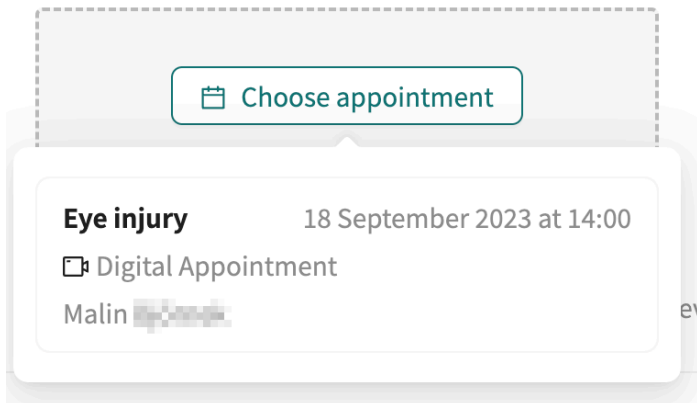 Choose appointment
Eye injury 18 September 2023 at 14:00
Digital Appointment
Malin